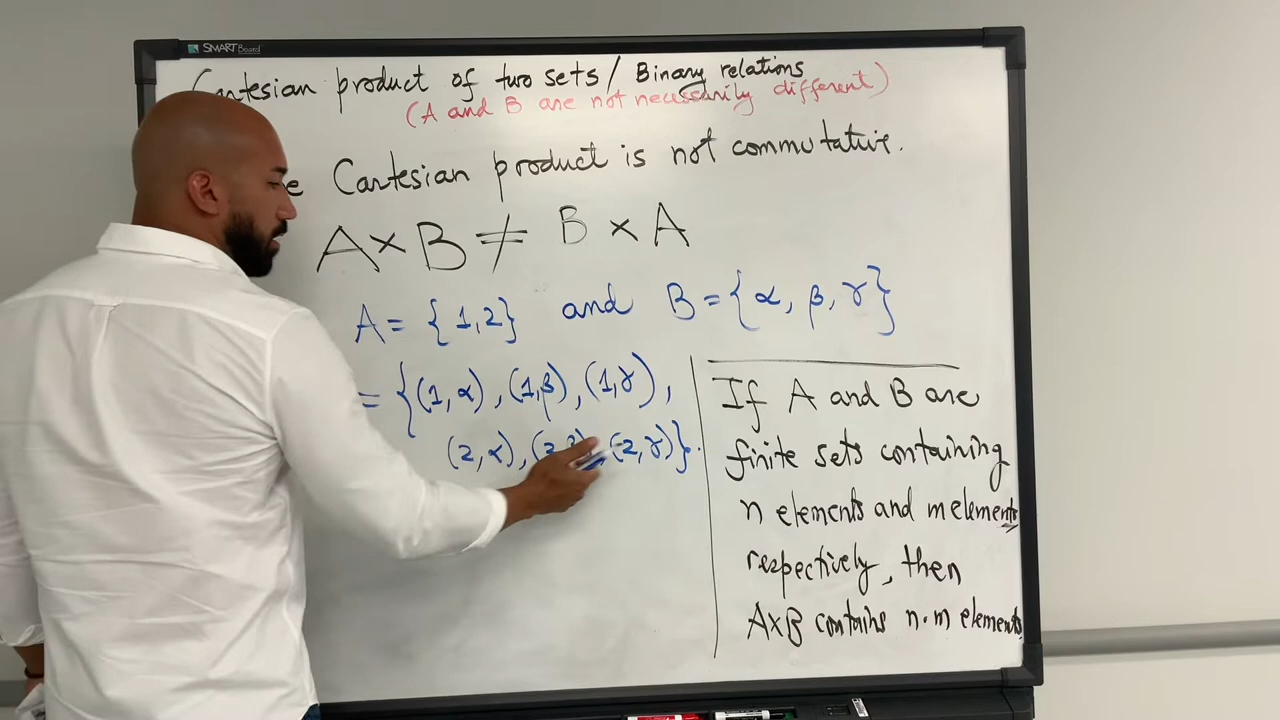 SMART Board
Cartesian product of two sets / Binary relations
(A and B are not necessarily different)
Cartesian product is not commutative.
A × B ≠ B × A
A = {1,2} and B = {α, β, γ}
= {(1, α), (1, β), (1, γ),
(2, α), (2, β), (2, γ)}.
If A and B are
finite sets containing
n elements and m elements
respectively, then
A×B contains n·m elements